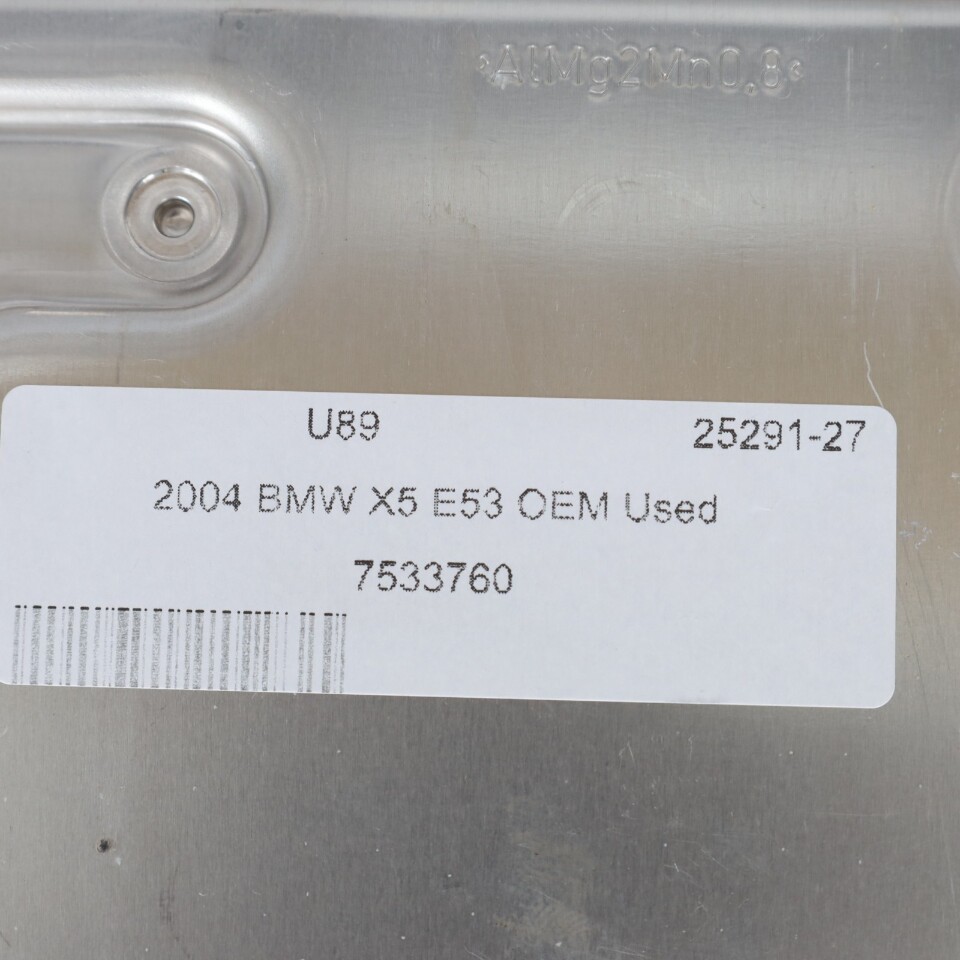 >AlMg2Mn0,8<
U89 25291-27
2004 BMW X5 E53 OEM Used
7533760